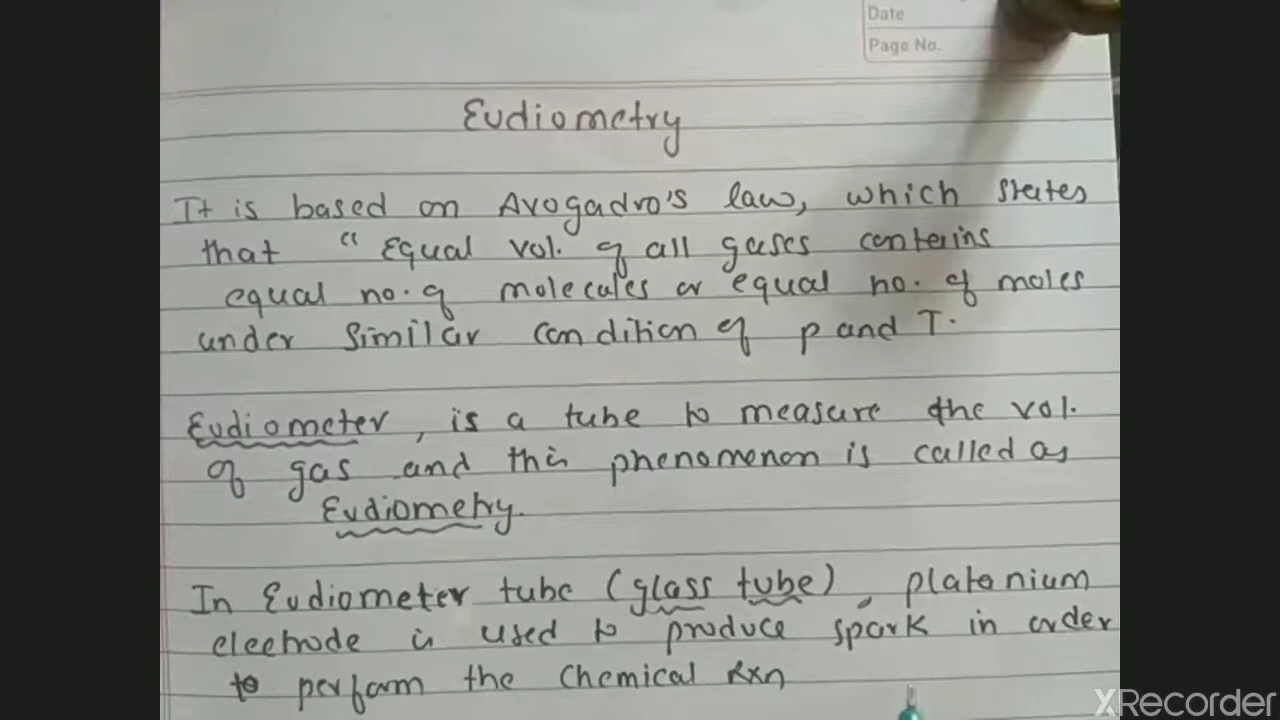 Date
Page No.
Eudiometry
It is based on Avogadro's law, which states
that "Equal vol. of all gases contains
equal no. of molecules or equal no. of moles
under similar condition of p and T.
Eudiometer, is a tube to measure the vol.
of gas and this phenomenon is called as
Eudiometry.
In Eudiometer tube (glass tube), platenium
electrode is used to produce spark in order
to perform the chemical Rxn
XRecorder